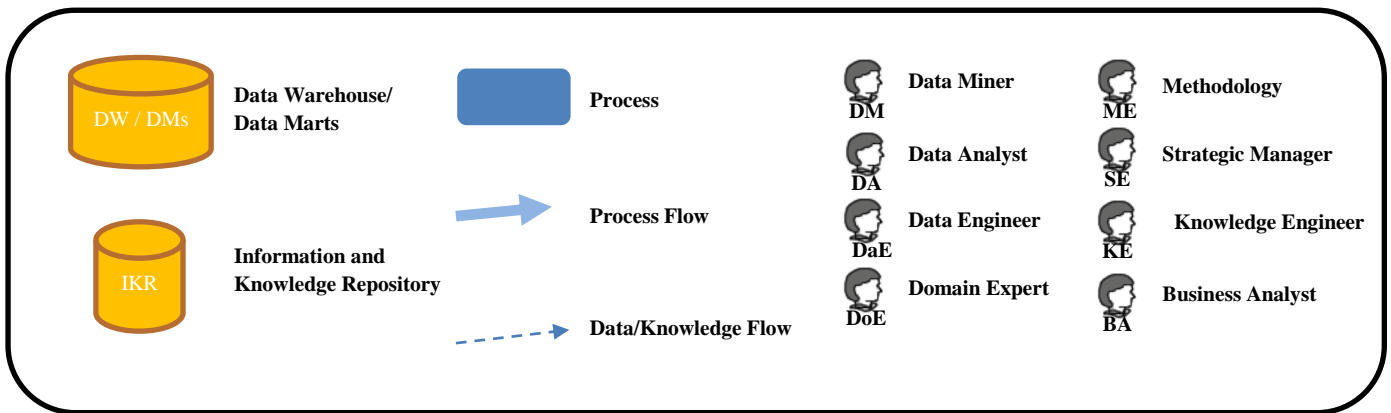 DW / DMs
Data Warehouse/
Data Marts
IKR
Information and
Knowledge Repository
Process
Process Flow
Data/Knowledge Flow
DM
Data Miner
DA
Data Analyst
DaE
Data Engineer
DoE
Domain Expert
ME
Methodology
SE
Strategic Manager
KE
Knowledge Engineer
BA
Business Analyst